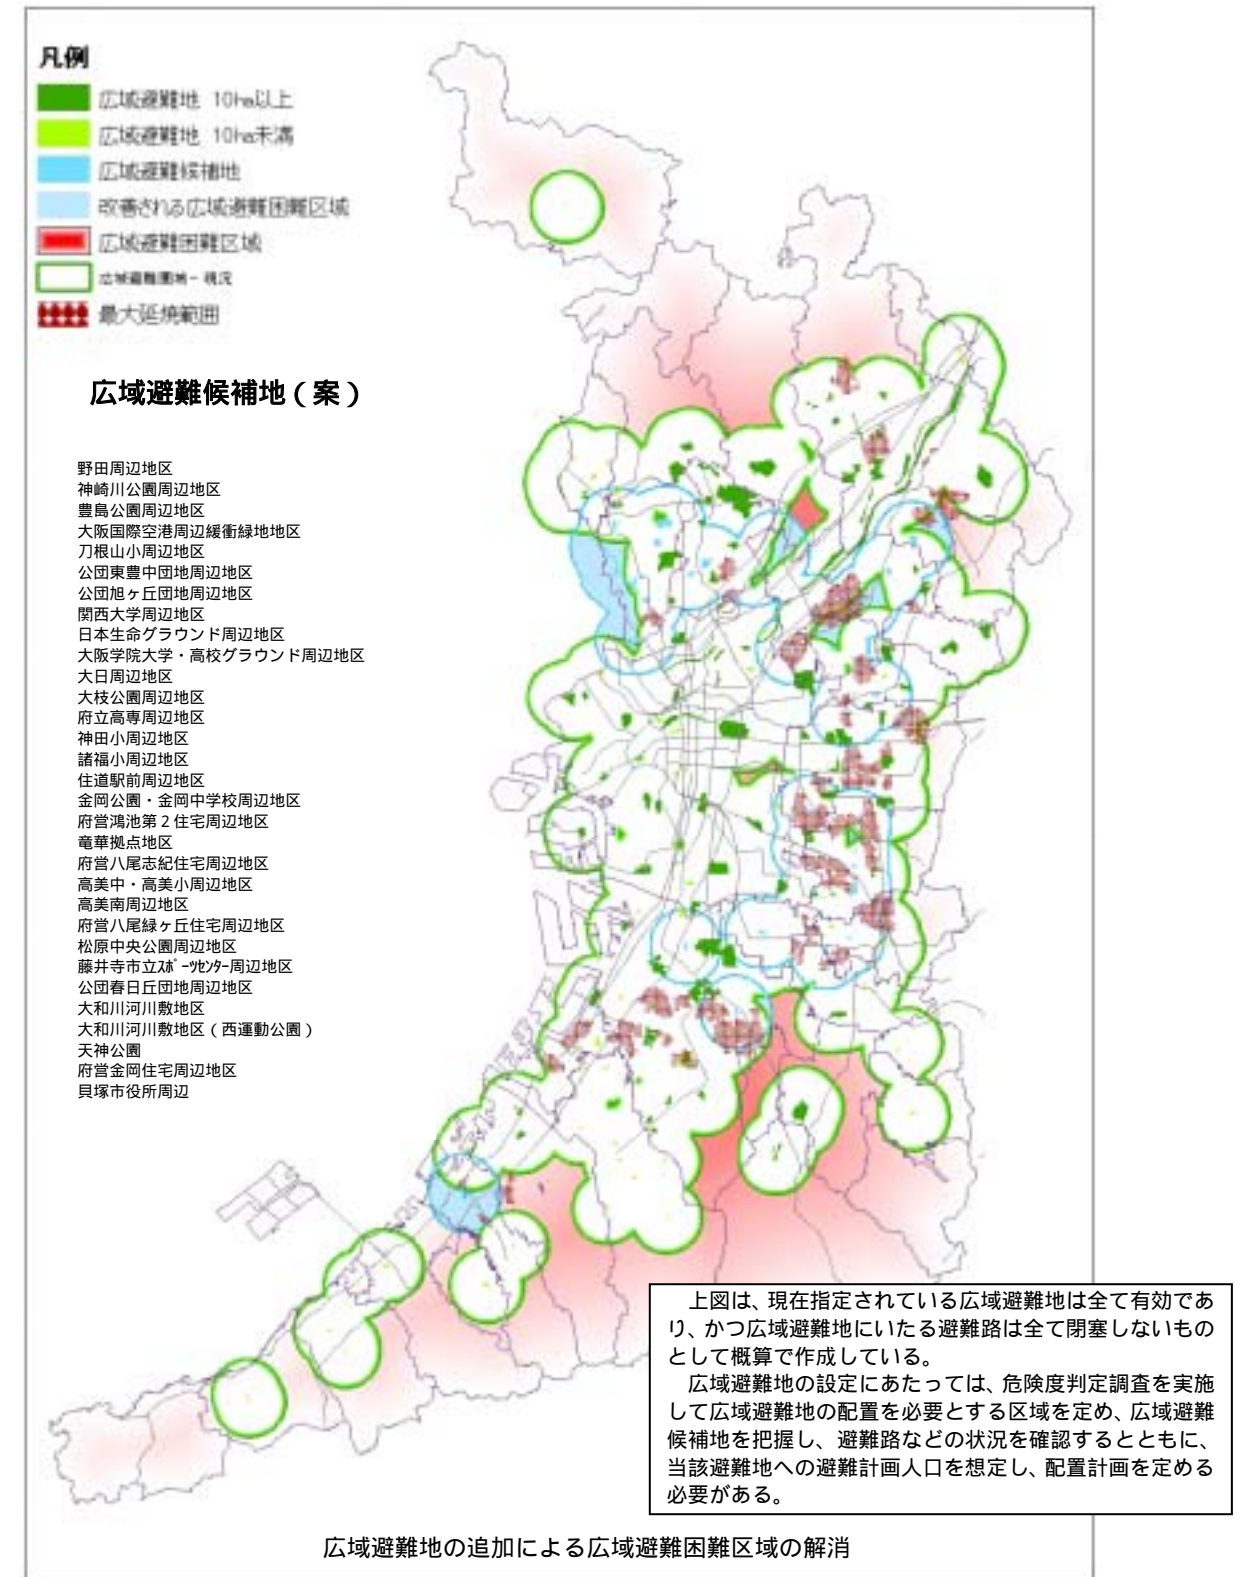 凡例
広域避難地 10ha以上
広域避難地 10ha未満
広域避難候補地
改善される広域避難困難区域
広域避難困難区域
最大延焼範囲
広域避難候補地（案）
野田周辺地区
神崎川公園周辺地区
豊島公園周辺地区
大阪国際空港周辺緩衝緑地地区
刀根山小周辺地区
公団東豊中団地周辺地区
公団旭ヶ丘団地周辺地区
関西大学周辺地区
日本生命グラウンド周辺地区
大阪学院大学・高校グラウンド周辺地区
大日周辺地区
大枝公園周辺地区
府立高専周辺地区
神田小周辺地区
諸福小周辺地区
住道駅前周辺地区
金岡公園・金岡中学校周辺地区
府営鴻池第２住宅周辺地区
竜華拠点地区
府営八尾志紀住宅周辺地区
高美中・高美小周辺地区
高美南周辺地区
府営八尾緑ヶ丘住宅周辺地区
松原中央公園周辺地区
藤井寺市立ｽﾎﾟｰﾂｾﾝﾀｰ周辺地区
公団春日丘団地周辺地区
大和川河川敷地区
大和川河川敷地区（西運動公園）
天神公園
府営金岡住宅周辺地区
貝塚市役所周辺
上図は、現在指定されている広域避難地は全て有効であ
り、かつ広域避難地にいたる避難路は全て閉塞しないもの
として概算で作成している。
広域避難地の設定にあたっては、危険度判定調査を実施
して広域避難地の配置を必要とする区域を定め、広域避難
候補地を把握し、避難路などの状況を確認するとともに、
当該避難地への避難計画人口を想定し、配置計画を定める
必要がある。
広域避難地の追加による広域避難困難区域の解消